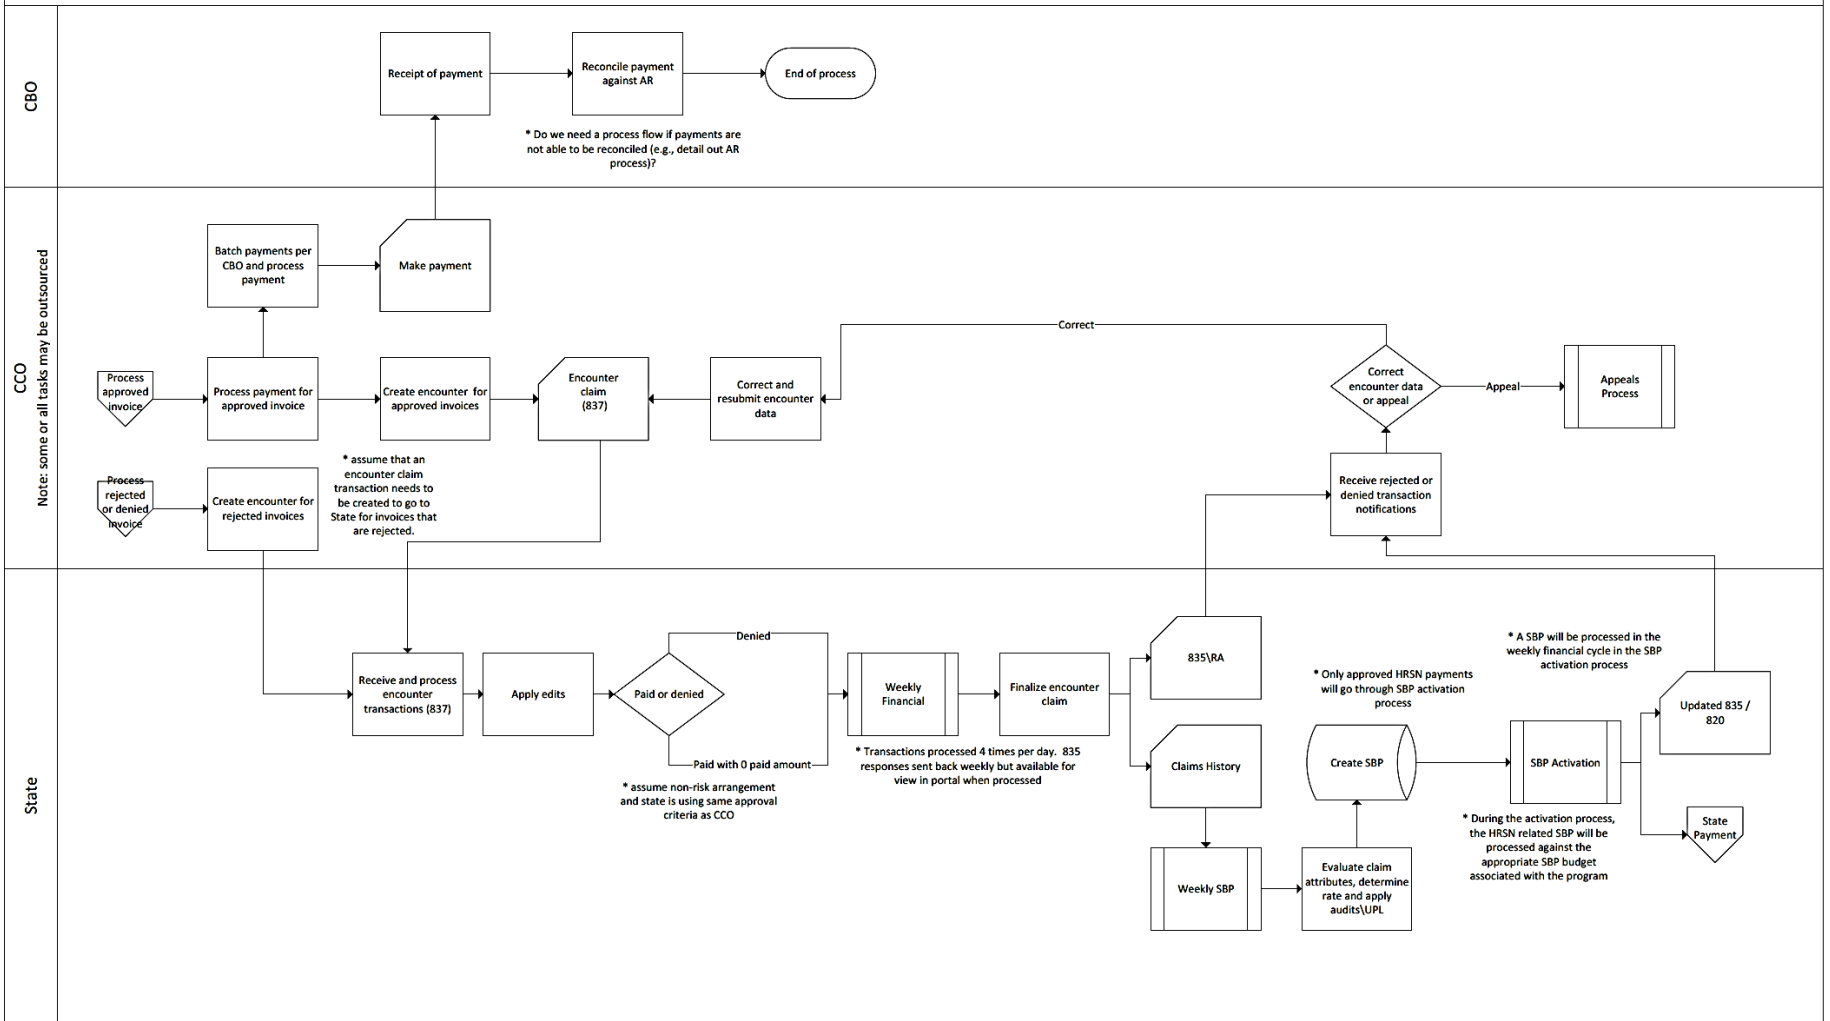 CBO
Receipt of payment
Reconcile payment
against AR
End of process
* Do we need a process flow if payments are
not able to be reconciled (e.g., detail out AR
process)?
CCO
Note: some or all tasks may be outsourced
Batch payments per
CBO and process
payment
Make payment
Process
approved
invoice
Process payment for
approved invoice
Create encounter for
approved invoices
Encounter
claim
(837)
Correct and
resubmit encounter
data
Correct
Correct
encounter data
or appeal
Appeal
Appeals
Process
Process
rejected
or denied
invoice
Create encounter for
rejected invoices
* assume that an
encounter claim
transaction needs to
be created to go to
State for invoices that
are rejected.
Receive rejected or
denied transaction
notifications
State
Receive and process
encounter
transactions (837)
Apply edits
Paid or denied
Denied
Paid with 0 paid amount
* assume non-risk arrangement
and state is using same approval
criteria as CCO
Weekly
Financial
* Transactions processed 4 times per day. 835
responses sent back weekly but available for
view in portal when processed
Finalize encounter
claim
835\RA
Claims History
Weekly SBP
Evaluate claim
attributes, determine
rate and apply
audits\UPL
* Only approved HRSN payments
will go through SBP activation
process
Create SBP
SBP Activation
* During the activation process,
the HRSN related SBP will be
processed against the
appropriate SBP budget
associated with the program
* A SBP will be processed in the
weekly financial cycle in the SBP
activation process
Updated 835 /
820
State
Payment